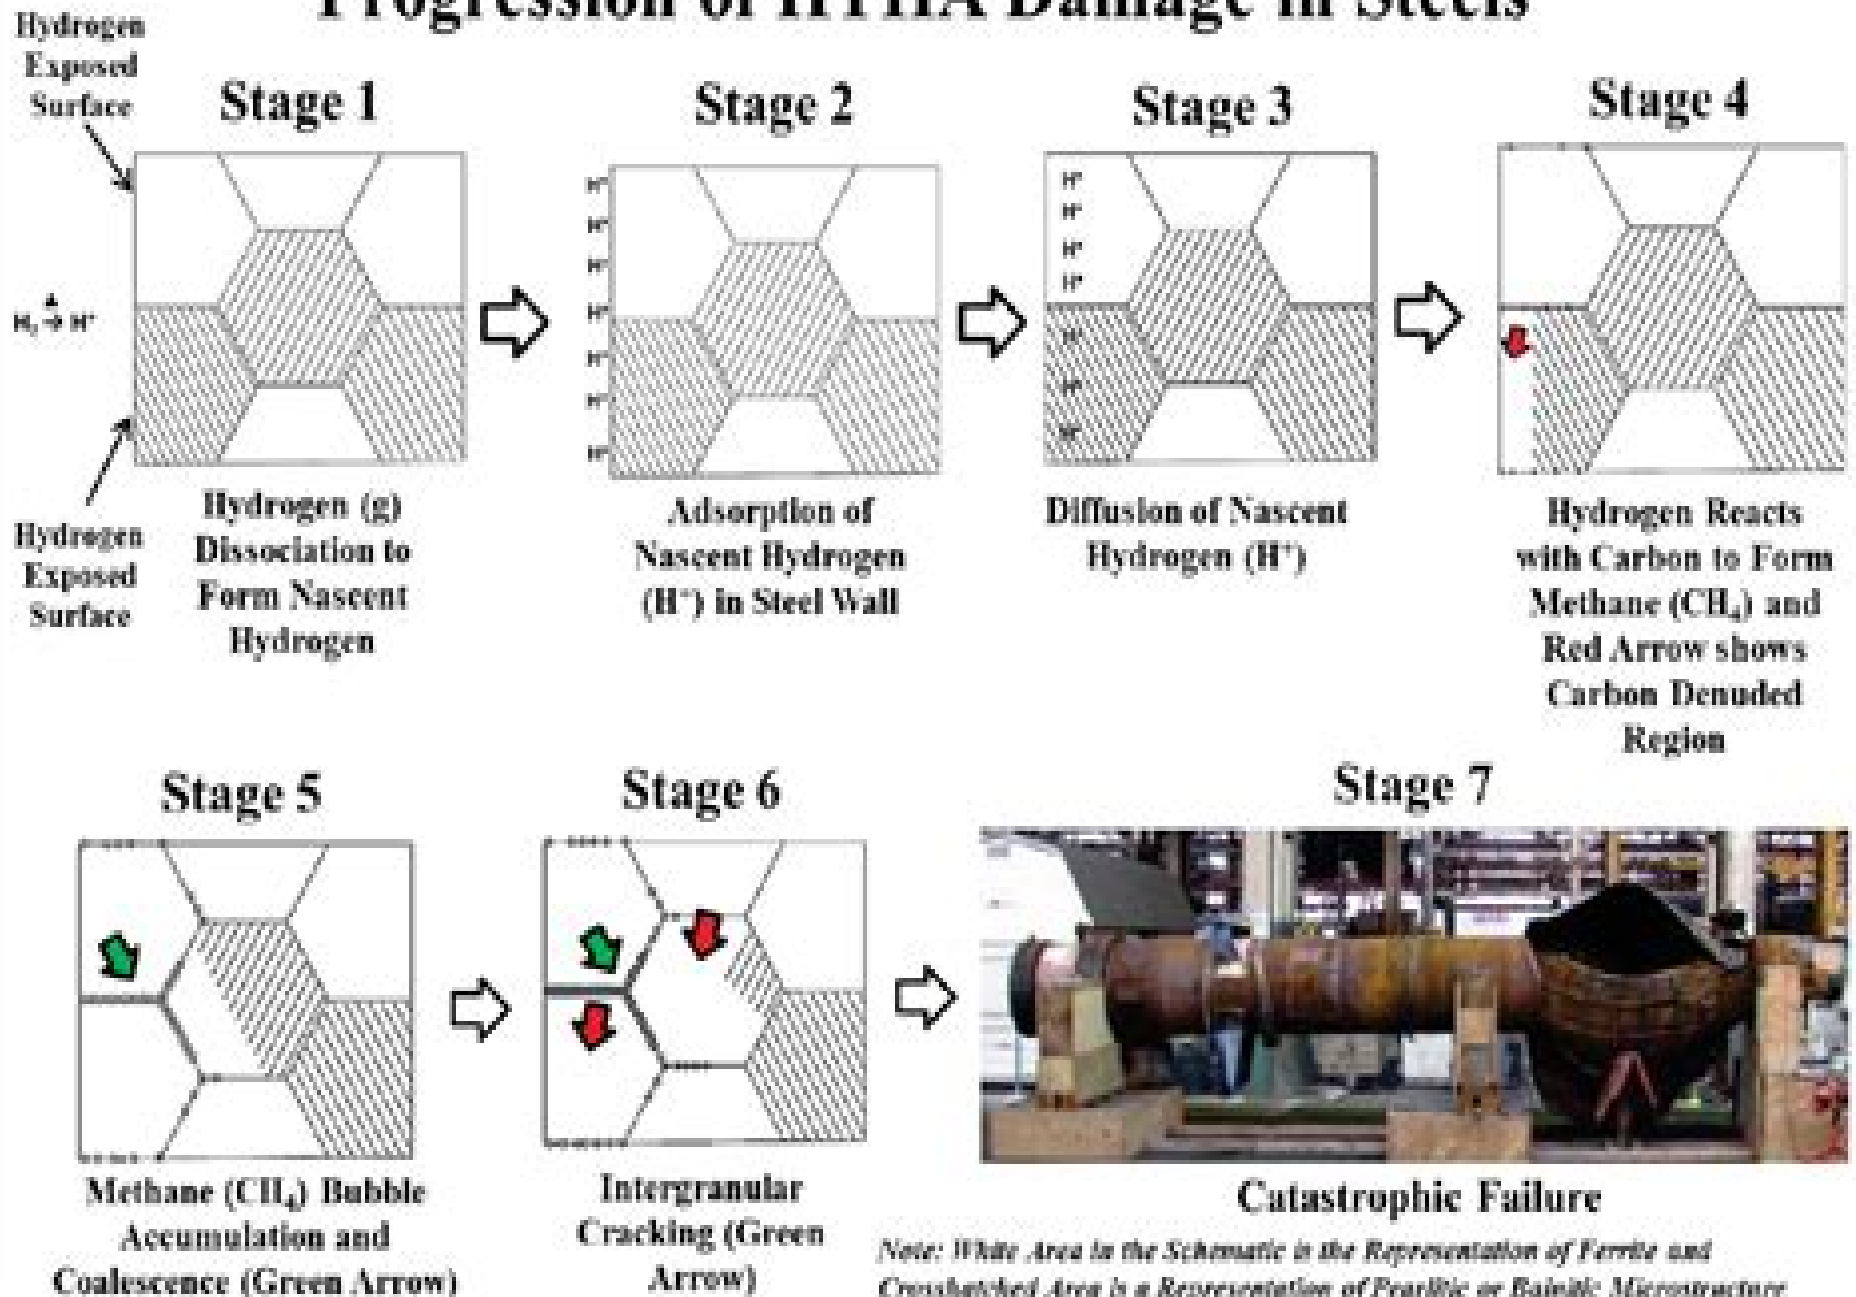 Progression of HTHA Damage in Steels
Hydrogen
Exposed
Surface
Stage 1
Stage 2
Stage 3
Stage 4
H⁺
H⁺
H⁺
H⁺
H⁺
H⁺
H⁺
H⁺
H⁺
H⁺
H⁺
H⁺
H⁺
H⁺
H₂ → H⁺
Hydrogen
Exposed
Surface
Hydrogen (g)
Dissociation to
Form Nascent
Hydrogen
Adsorption of
Nascent Hydrogen
(H⁺) in Steel Wall
Diffusion of Nascent
Hydrogen (H⁺)
Hydrogen Reacts
with Carbon to Form
Methane (CH₄) and
Red Arrow shows
Carbon Denuded
Region
Stage 5
Stage 6
Stage 7
Methane (CH₄) Bubble
Accumulation and
Coalescence (Green Arrow)
Intergranular
Cracking (Green
Arrow)
Catastrophic Failure
Note: White Area in the Schematic is the Representation of Ferrite and
Crosshatched Area is a Representation of Pearlitic or Bainitic Microstructure